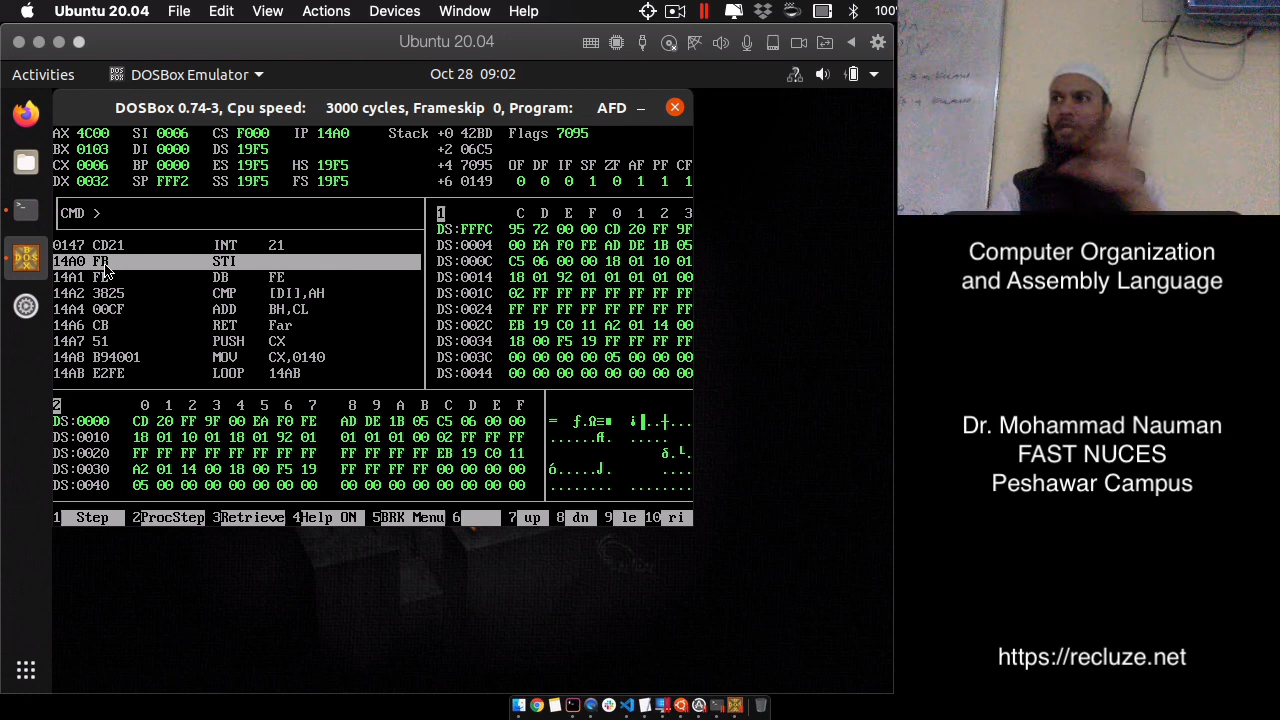 Ubuntu 20.04 File Edit View Actions Devices Window Help 100%
Ubuntu 20.04
Activities DOSBox Emulator Oct 28 09:02
DOSBox 0.74-3, Cpu speed: 3000 cycles, Frameskip 0, Program: AFD
AX 4C00 SI 0006 CS F000 IP 14A0 Stack +0 42BD Flags 7095
BX 0103 DI 0000 DS 19F5 +2 06C5
CX 0006 BP 0000 ES 19F5 HS 19F5 +4 7095 OF DF IF SF ZF AF PF CF
DX 0032 SP FFF2 SS 19F5 FS 19F5 +6 0149 0 0 0 1 0 1 1 1
CMD >
0147 CD21 INT 21
14A0 FB STI
14A1 FE DB FE
14A2 3825 CMP [DI],AH
14A4 00CF ADD BH,CL
14A6 CB RET Far
14A7 51 PUSH CX
14A8 B94001 MOV CX,0140
14AB E2FE LOOP 14AB
1 C D E F 0 1 2 3
DS:FFFC 95 72 00 00 CD 20 FF 9F
DS:0004 00 EA F0 FE AD DE 1B 05
DS:000C C5 06 00 00 18 01 10 01
DS:0014 18 01 92 01 01 01 01 00
DS:001C 02 FF FF FF FF FF FF FF
DS:0024 FF FF FF FF FF FF FF FF
DS:002C EB 19 C0 11 A2 01 14 00
DS:0034 18 00 F5 19 FF FF FF FF
DS:003C 00 00 00 00 05 00 00 00
DS:0044 00 00 00 00 00 00 00 00
2 0 1 2 3 4 5 6 7 8 9 A B C D E F
DS:0000 CD 20 FF 9F 00 EA F0 FE AD DE 1B 05 C5 06 00 00
DS:0010 18 01 10 01 18 01 92 01 01 01 01 00 02 FF FF FF
DS:0020 FF FF FF FF FF FF FF FF FF FF FF FF EB 19 C0 11
DS:0030 A2 01 14 00 18 00 F5 19 FF FF FF FF 00 00 00 00
DS:0040 05 00 00 00 00 00 00 00 00 00 00 00 00 00 00 00
1 Step 2ProcStep 3Retrieve 4Help ON 5BRK Menu 6 7 up 8 dn 9 le 10 ri
Computer Organization
and Assembly Language
Dr. Mohammad Nauman
FAST NUCES
Peshawar Campus
https://recluze.net